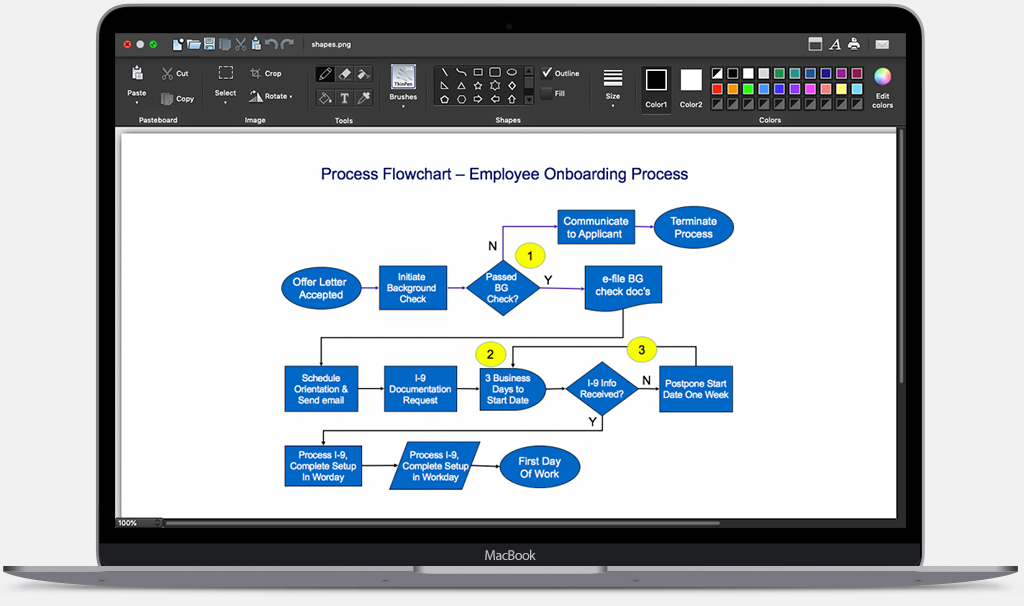 shapes.png
Paste
Cut
Copy
Pasteboard
Select
Crop
Rotate
Image
T
Tools
ThinPen
Brushes
Outline
Fill
Shapes
Size
Color1
Color2
Colors
Edit
colors
A
Process Flowchart – Employee Onboarding Process
Communicate
to Applicant
Terminate
Process
N
1
Offer Letter
Accepted
Initiate
Background
Check
Passed
BG
Check?
Y
e-file BG
check doc's
2
3
Schedule
Orientation &
Send email
I-9
Documentation
Request
3 Business
Days to
Start Date
I-9 Info
Received?
N
Postpone Start
Date One Week
Y
Process I-9,
Complete Setup
In Worday
Process I-9,
Complete Setup
in Workday
First Day
Of Work
100%
MacBook